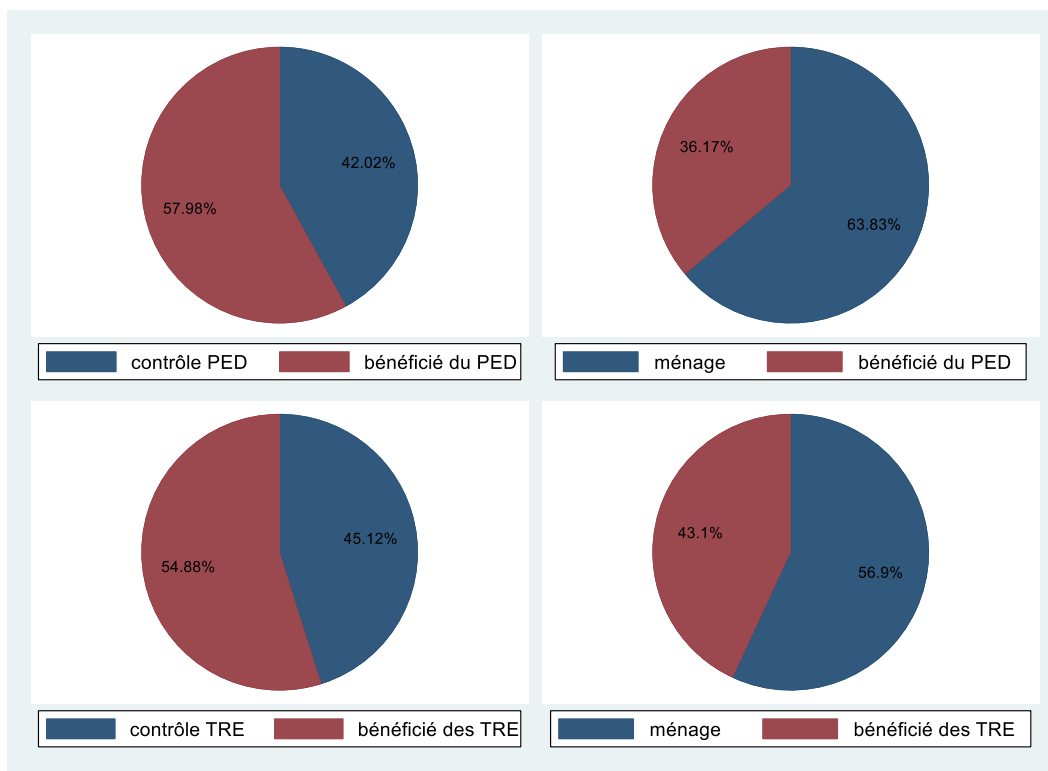 42.02%
57.98%
contrôle PED bénéficié du PED
36.17%
63.83%
ménage bénéficié du PED
45.12%
54.88%
contrôle TRE bénéficié des TRE
43.1%
56.9%
ménage bénéficié des TRE